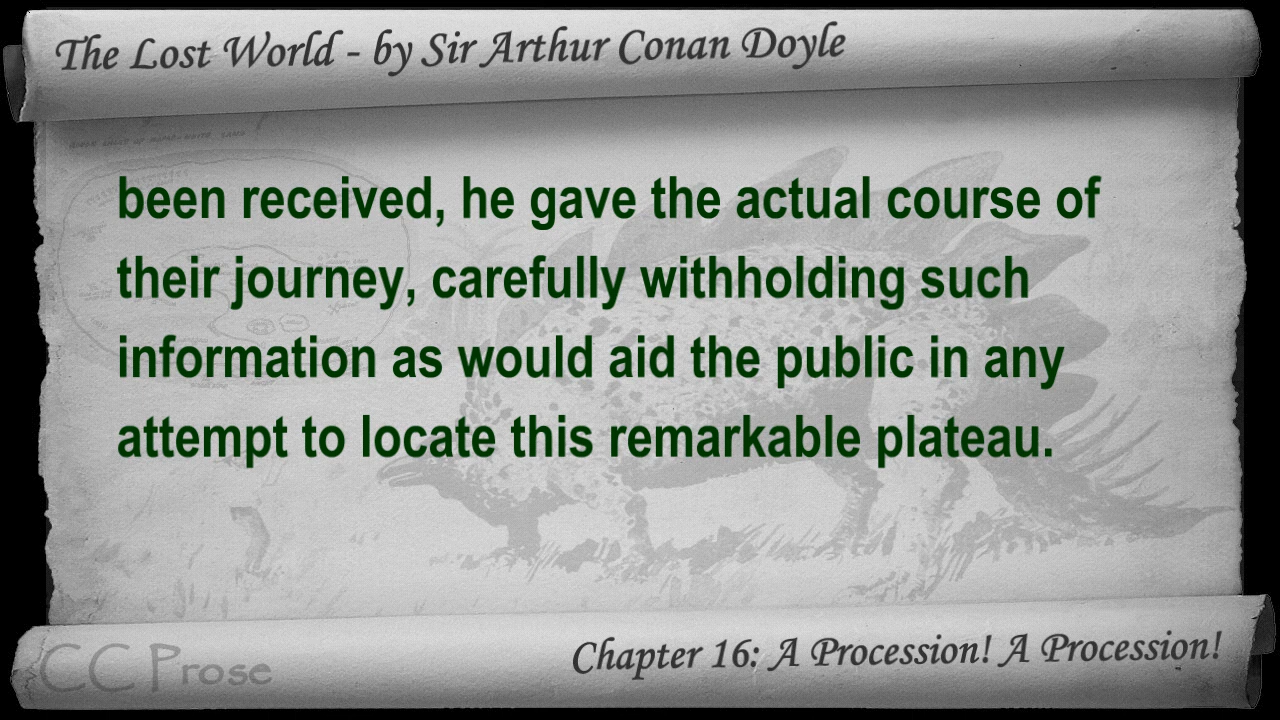 The Lost World - by Sir Arthur Conan Doyle
been received, he gave the actual course of
their journey, carefully withholding such
information as would aid the public in any
attempt to locate this remarkable plateau.
CC Prose
Chapter 16: A Procession! A Procession!